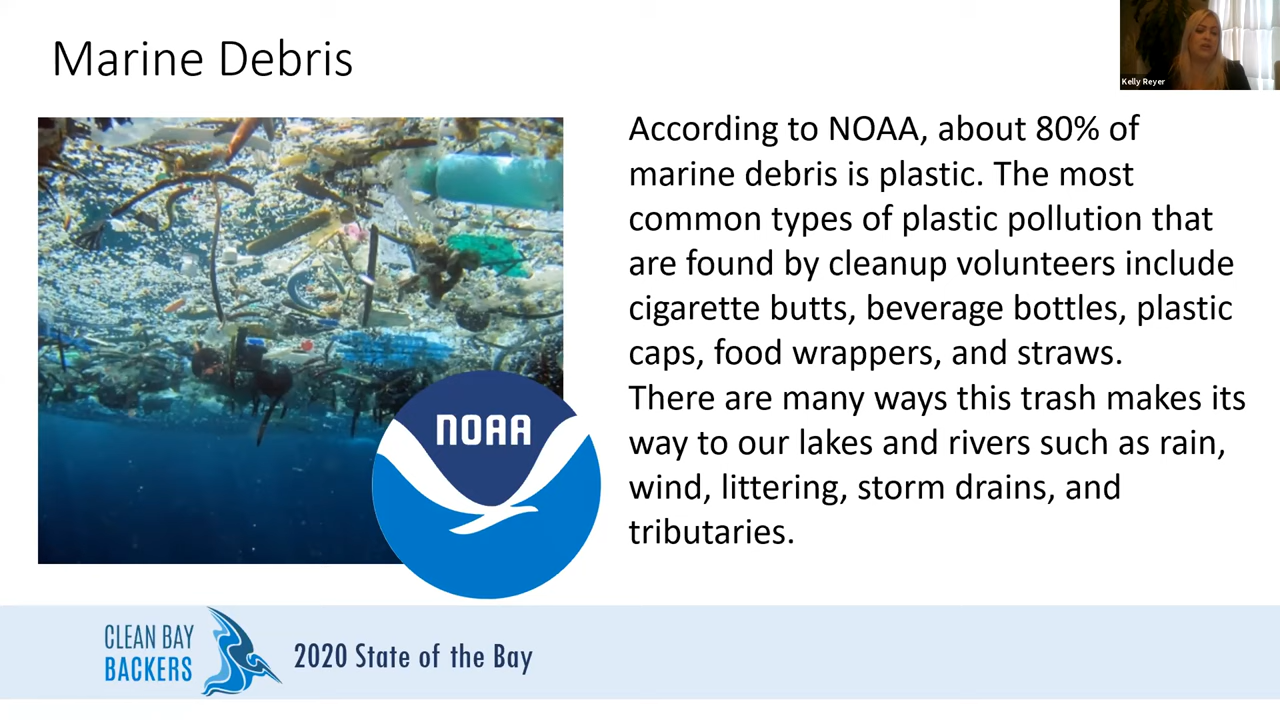 Marine Debris
Kelly Reyer
According to NOAA, about 80% of
marine debris is plastic. The most
common types of plastic pollution that
are found by cleanup volunteers include
cigarette butts, beverage bottles, plastic
caps, food wrappers, and straws.
There are many ways this trash makes its
way to our lakes and rivers such as rain,
wind, littering, storm drains, and
tributaries.
NOAA
CLEAN BAY
BACKERS
2020 State of the Bay